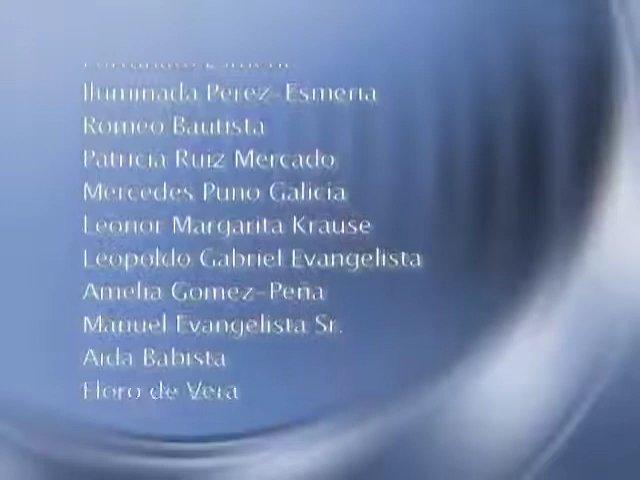 Iluminada Perez-Esmeria
Romeo Bautista
Patricia Ruiz Mercado
Mercedes Puno Galicia
Leonor Margarita Krause
Leopoldo Gabriel Evangelista
Amelia Gomez-Peña
Manuel Evangelista Sr.
Aida Babista
Floro de Vera